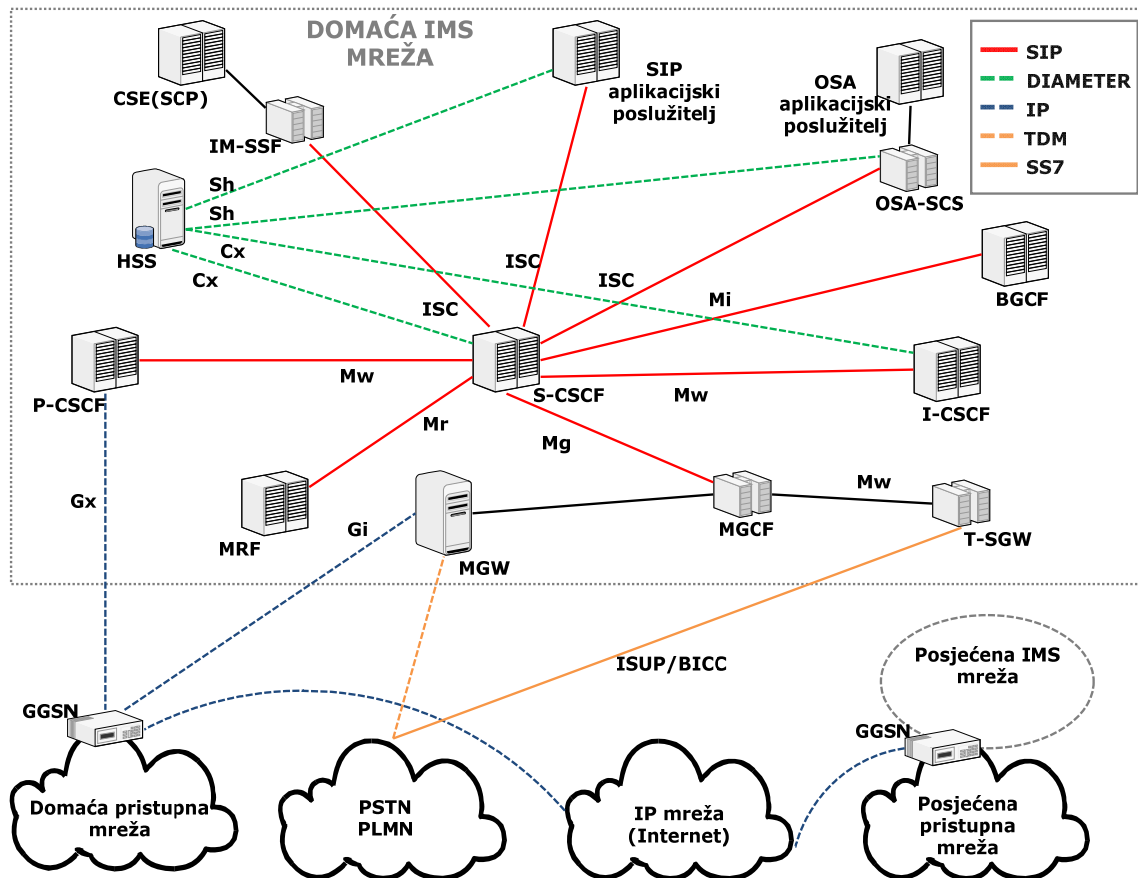 DOMAĆA IMS
MREŽA
SIP
DIAMETER
IP
TDM
SS7
CSE(SCP)
SIP
aplikacijski
poslužitelj
OSA
aplikacijski
poslužitelj
IM-SSF
Sh
Sh
OSA-SCS
HSS
Cx
Cx
ISC
ISC
ISC
Mi
BGCF
P-CSCF
Mw
S-CSCF
Mw
I-CSCF
Mr
Mg
Gx
Gi
MRF
MGW
MGCF
Mw
T-SGW
ISUP/BICC
Posjećena IMS
mreža
GGSN
GGSN
Domaća pristupna
mreža
PSTN
PLMN
IP mreža
(Internet)
Posjećena
pristupna
mreža